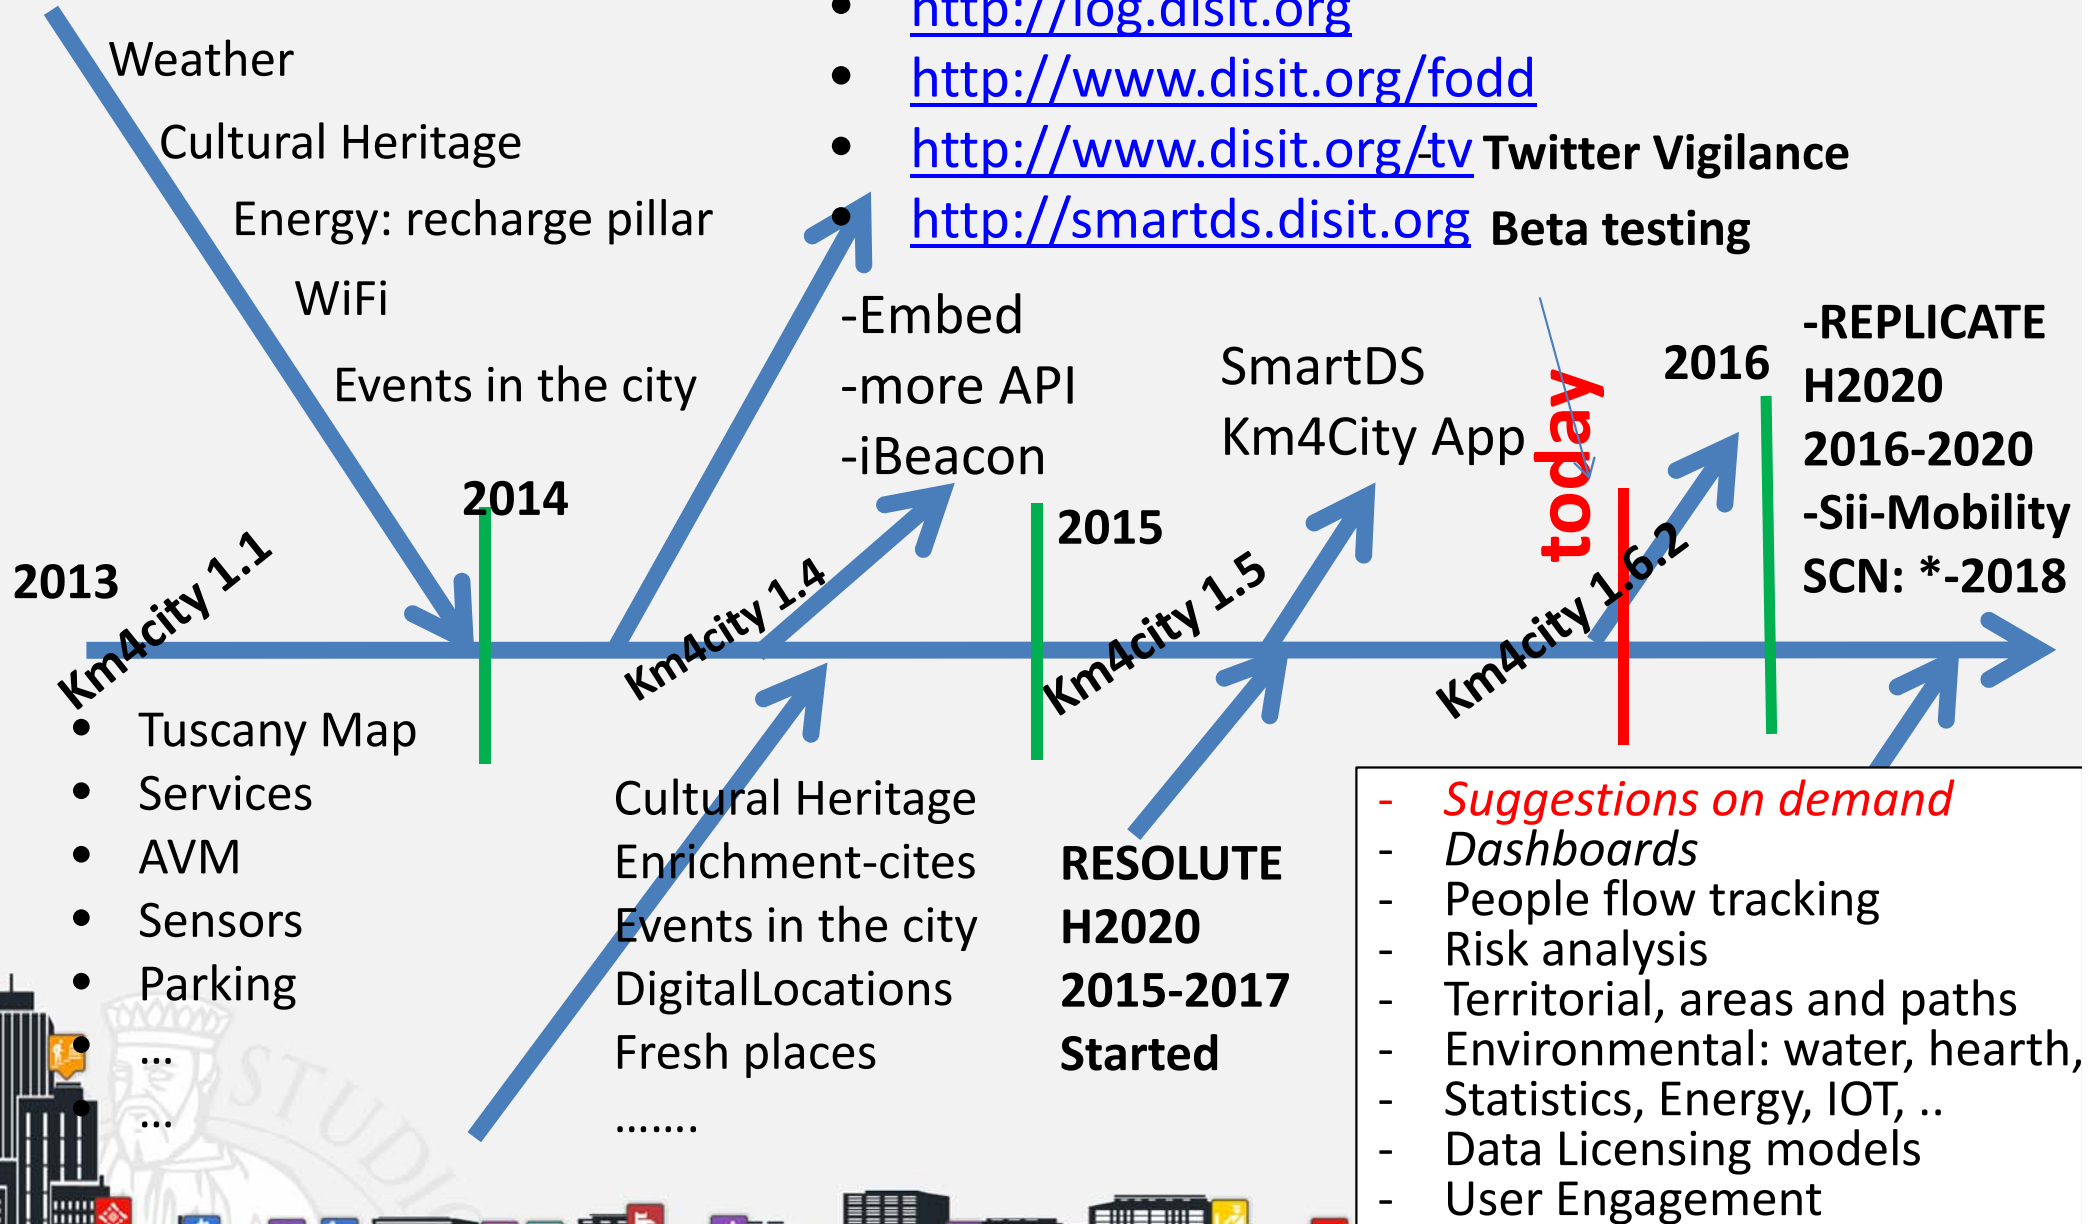 • http://log.disit.org
• http://www.disit.org/fodd
• http://www.disit.org/tv - Twitter Vigilance
• http://smartds.disit.org Beta testing
Weather
Cultural Heritage
Energy: recharge pillar
WiFi
Events in the city
-Embed
-more API
-iBeacon
SmartDS
Km4City App
today
-REPLICATE
H2020
2016-2020
-Sii-Mobility
SCN: *-2018
2013
2014
2015
2016
Km4city 1.1
Km4city 1.4
Km4city 1.5
Km4city 1.6.2
• Tuscany Map
• Services
• AVM
• Sensors
• Parking
• ...
• ...
Cultural Heritage
Enrichment-cites
Events in the city
DigitalLocations
Fresh places
.......
RESOLUTE
H2020
2015-2017
Started
- Suggestions on demand
- Dashboards
- People flow tracking
- Risk analysis
- Territorial, areas and paths
- Environmental: water, hearth,
- Statistics, Energy, IOT, ..
- Data Licensing models
- User Engagement
STUDIO